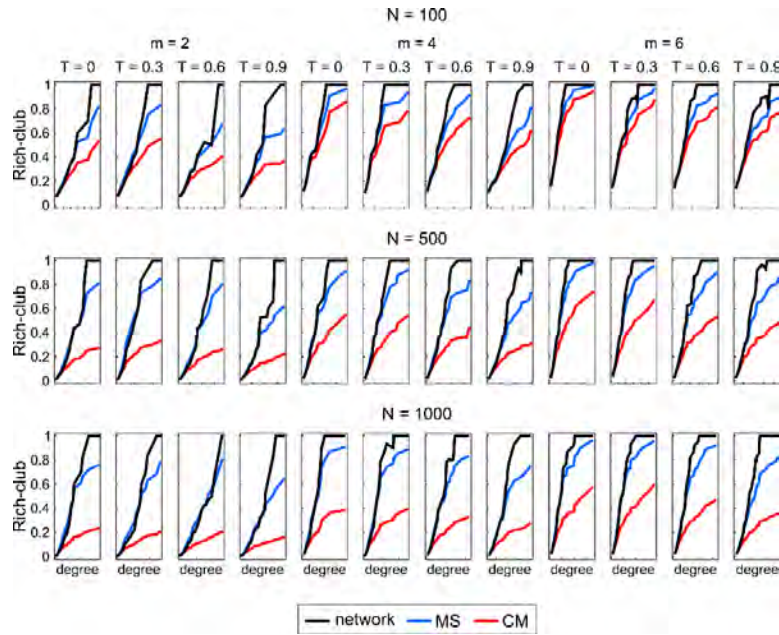 N = 100
m = 2 m = 4 m = 6
T = 0 T = 0.3 T = 0.6 T = 0.9 T = 0 T = 0.3 T = 0.6 T = 0.9 T = 0 T = 0.3 T = 0.6 T = 0.9
Rich-club
1
0.8
0.6
0.4
0.2
0
N = 500
Rich-club
1
0.8
0.6
0.4
0.2
0
N = 1000
Rich-club
1
0.8
0.6
0.4
0.2
0
degree degree degree degree degree degree degree degree degree degree degree degree
network MS CM